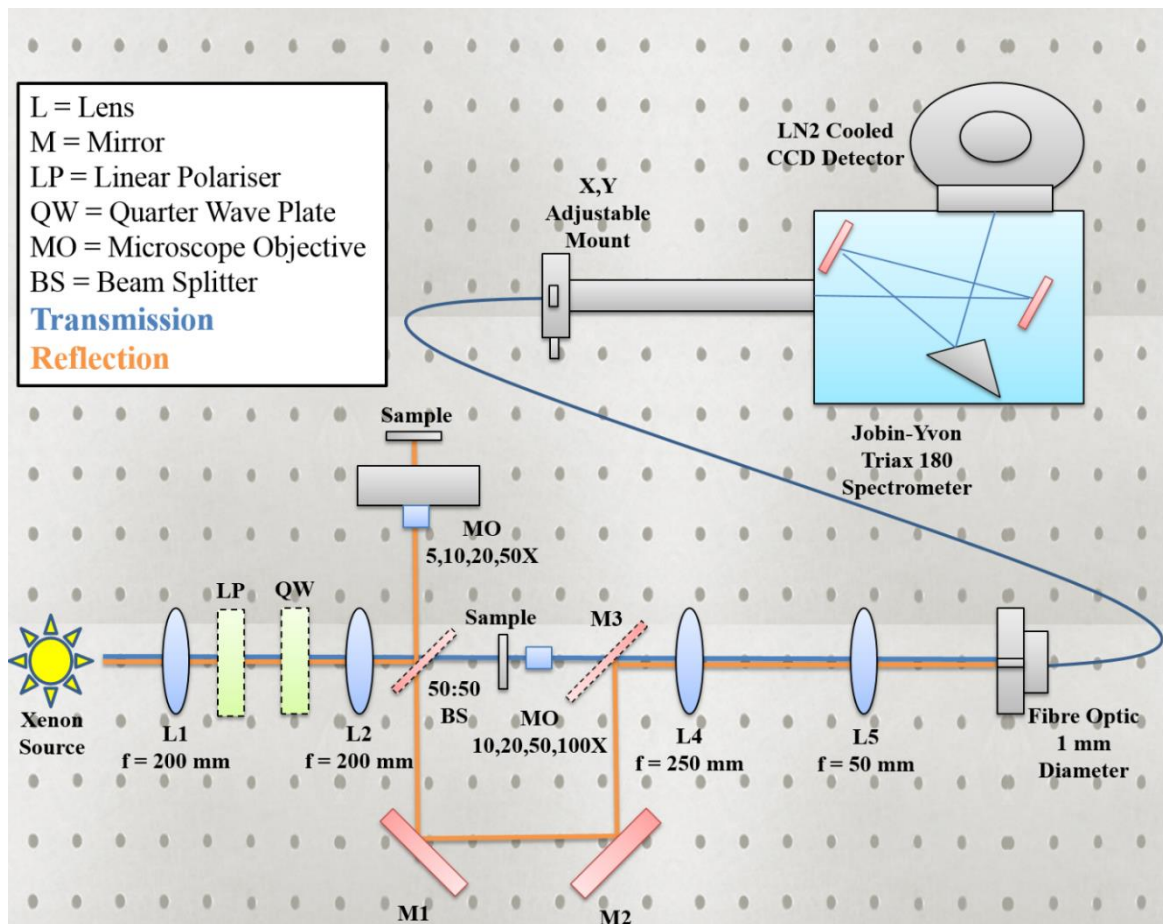 L = Lens
M = Mirror
LP = Linear Polariser
QW = Quarter Wave Plate
MO = Microscope Objective
BS = Beam Splitter
Transmission
Reflection
LN2 Cooled
CCD Detector
X,Y
Adjustable
Mount
Jobin-Yvon
Triax 180
Spectrometer
Sample
MO
5,10,20,50X
LP
QW
Sample
M3
Xenon
Source
L1
f = 200 mm
L2
f = 200 mm
50:50
BS
MO
10,20,50,100X
L4
f = 250 mm
L5
f = 50 mm
Fibre Optic
1 mm
Diameter
M1
M2